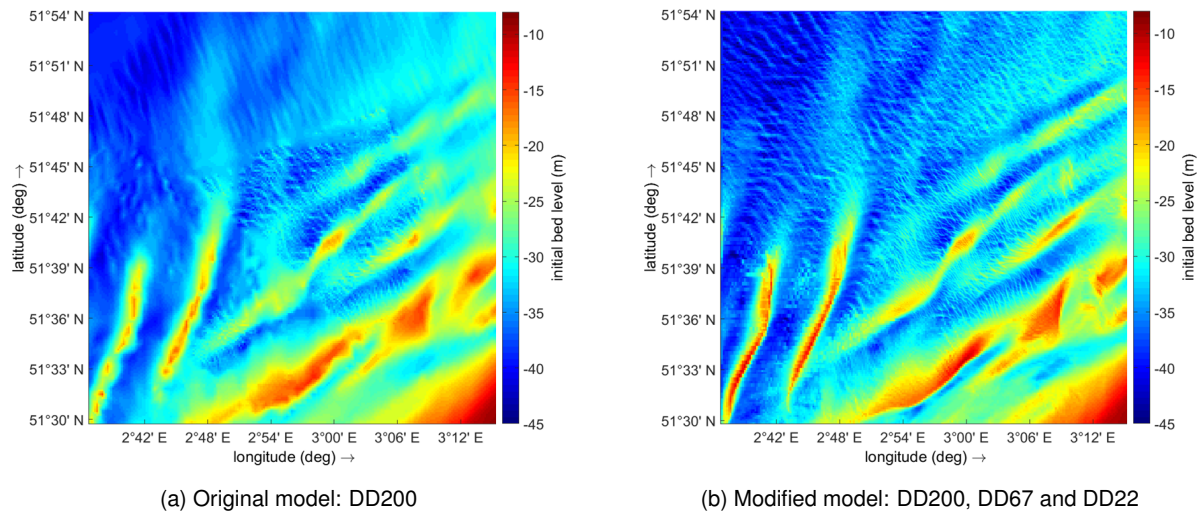 51°54' N
51°51' N
51°48' N
51°45' N
51°42' N
51°39' N
51°36' N
51°33' N
51°30' N
latitude (deg) →
2°42' E 2°48' E 2°54' E 3°00' E 3°06' E 3°12' E
longitude (deg) →
-10
-15
-20
-25
-30
-35
-40
-45
initial bed level (m)
(a) Original model: DD200
51°54' N
51°51' N
51°48' N
51°45' N
51°42' N
51°39' N
51°36' N
51°33' N
51°30' N
latitude (deg) →
2°42' E 2°48' E 2°54' E 3°00' E 3°06' E 3°12' E
longitude (deg) →
-10
-15
-20
-25
-30
-35
-40
-45
initial bed level (m)
(b) Modified model: DD200, DD67 and DD22